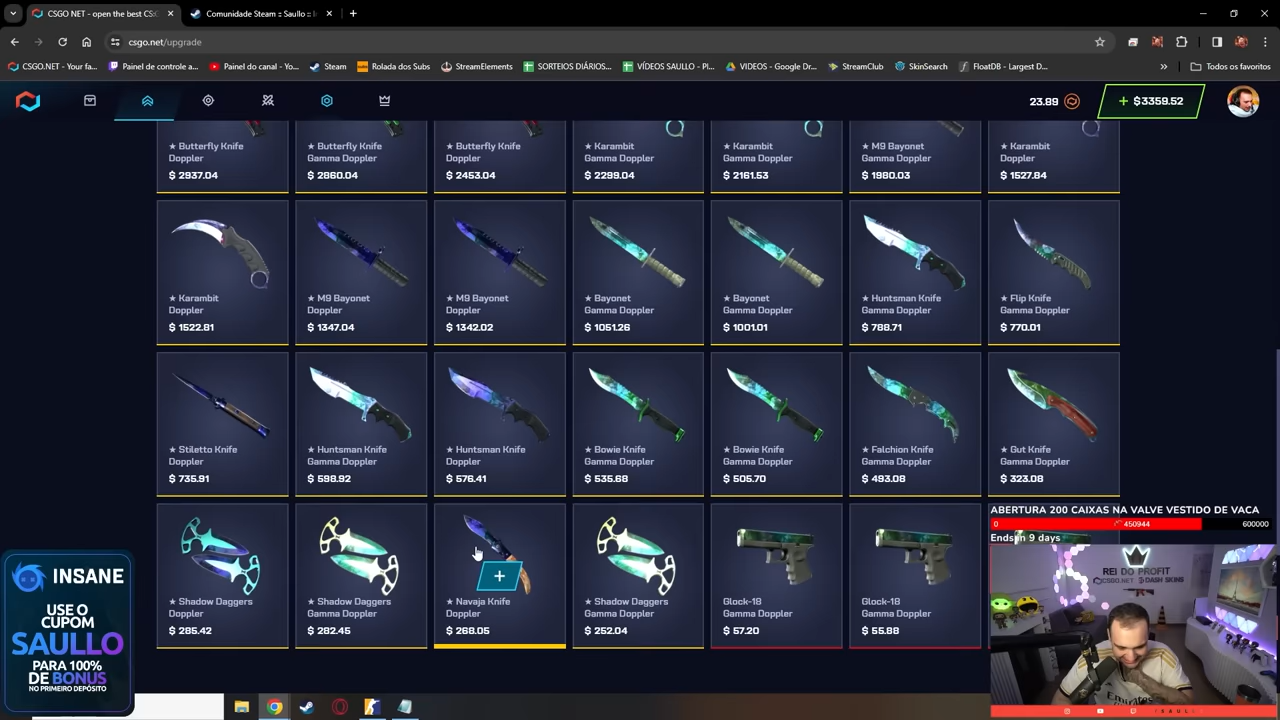 CSGO NET - open the best CS:
Comunidade Steam :: Saullo ::
csgo.net/upgrade
CSGO.NET - Your fa...
Painel de controle a...
Painel do canal - Yo...
Steam
Rolada dos Subs
StreamElements
SORTEIOS DIÁRIOS...
VÍDEOS SAULLO - Pl...
VIDEOS - Google Dr...
StreamClub
SkinSearch
FloatDB - Largest D...
»
Todos os favoritos
23.89
+ $3359.52
★ Butterfly Knife
Doppler
$ 2937.04
★ Butterfly Knife
Gamma Doppler
$ 2860.04
★ Butterfly Knife
Doppler
$ 2453.04
★ Karambit
Gamma Doppler
$ 2299.04
★ Karambit
Gamma Doppler
$ 2161.53
★ M9 Bayonet
Gamma Doppler
$ 1980.03
★ Karambit
Doppler
$ 1527.84
★ Karambit
Doppler
$ 1522.81
★ M9 Bayonet
Doppler
$ 1347.04
★ M9 Bayonet
Doppler
$ 1342.02
★ Bayonet
Gamma Doppler
$ 1051.26
★ Bayonet
Gamma Doppler
$ 1001.01
★ Huntsman Knife
Gamma Doppler
$ 788.71
★ Flip Knife
Gamma Doppler
$ 770.01
★ Stiletto Knife
Doppler
$ 735.91
★ Huntsman Knife
Gamma Doppler
$ 598.92
★ Huntsman Knife
Doppler
$ 576.41
★ Bowie Knife
Gamma Doppler
$ 535.68
★ Bowie Knife
Gamma Doppler
$ 505.70
★ Falchion Knife
Gamma Doppler
$ 493.08
★ Gut Knife
Gamma Doppler
$ 323.08
★ Shadow Daggers
Doppler
$ 285.42
★ Shadow Daggers
Gamma Doppler
$ 282.45
★ Navaja Knife
Doppler
$ 268.05
★ Shadow Daggers
Gamma Doppler
$ 252.04
Glock-18
Gamma Doppler
$ 57.20
Glock-18
Gamma Doppler
$ 55.88
ABERTURA 200 CAIXAS NA VALVE VESTIDO DE VACA
0 450944 600000
Ends in 9 days
REI DO PROFIT
CSGO.NET DASH SKINS
INSANE
USE O
CUPOM
SAULLO
PARA 100%
DE BONUS
NO PRIMEIRO DEPÓSITO